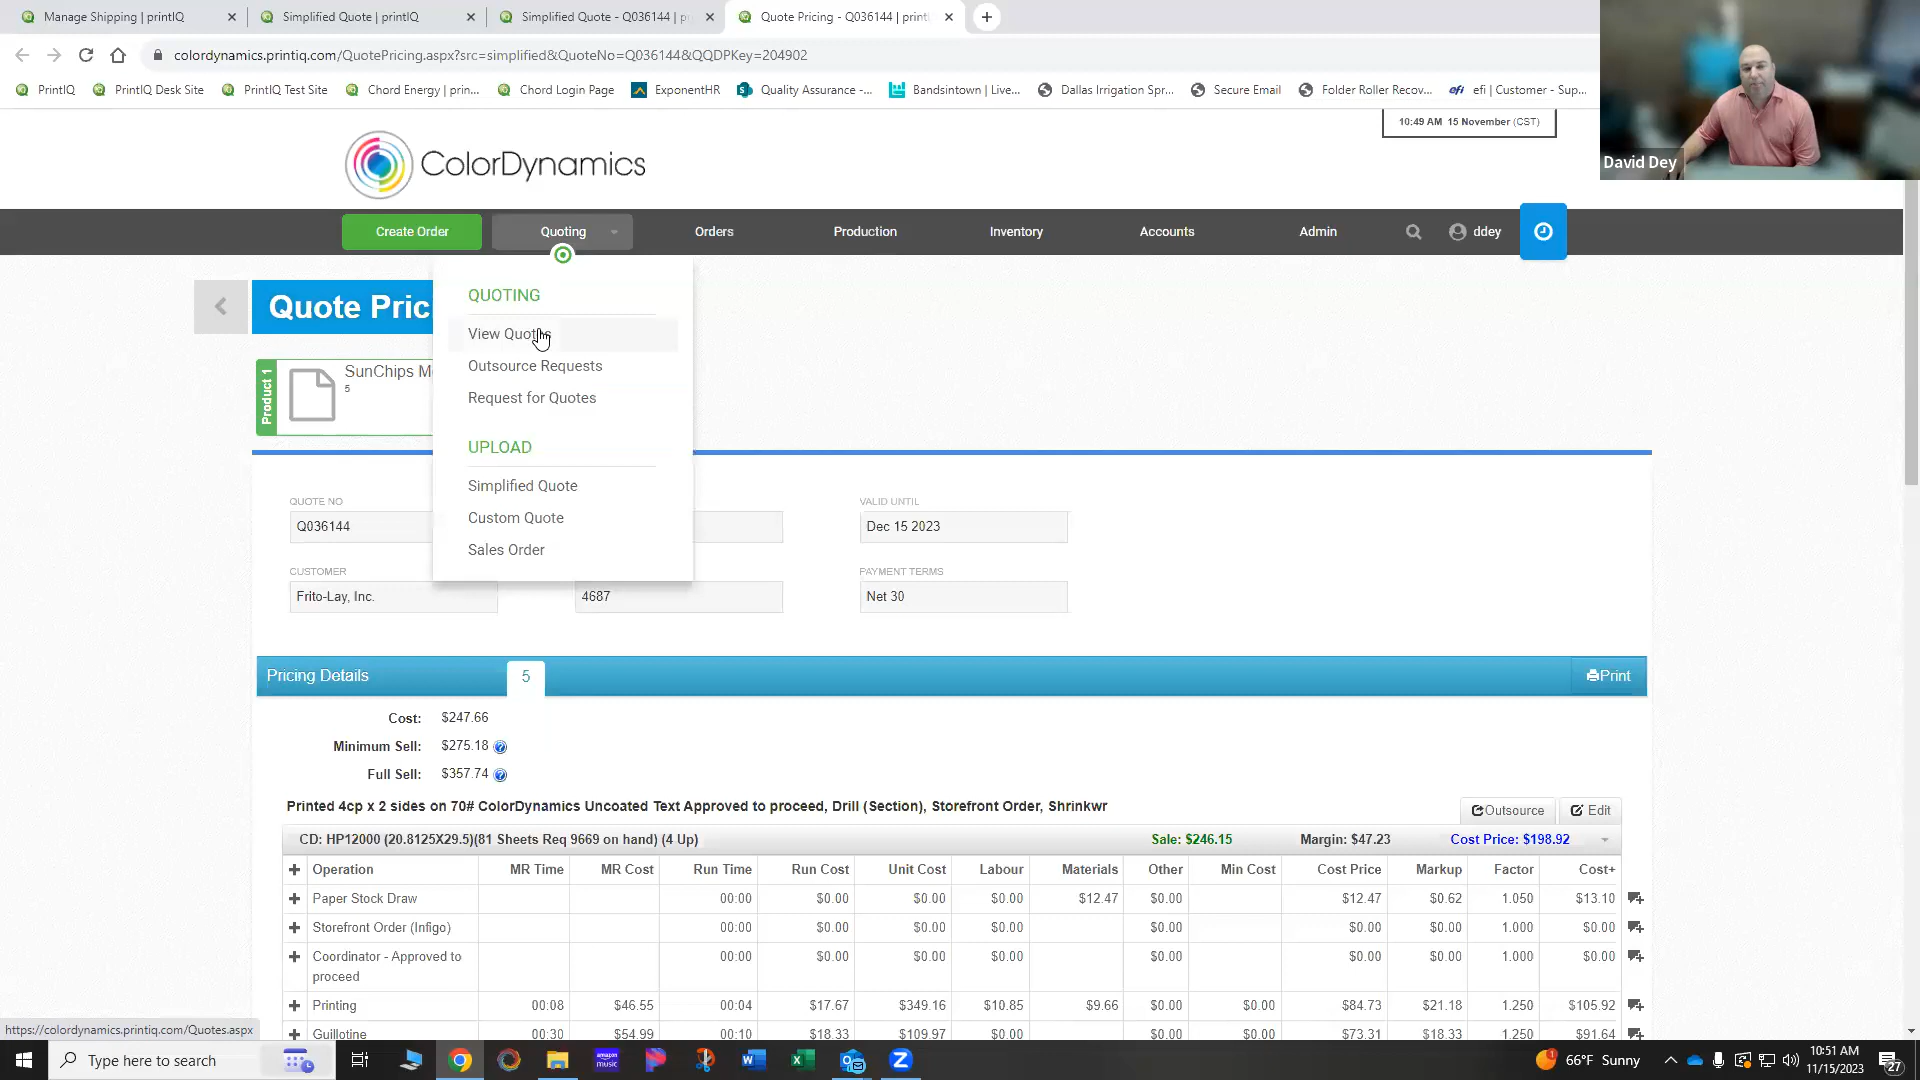 Manage Shipping | printIQ
Simplified Quote | printIQ
Simplified Quote - Q036144 | pr
Quote Pricing - Q036144 | print
colordynamics.printiq.com/QuotePricing.aspx?src=simplified&QuoteNo=Q036144&QQDPKey=204902
PrintIQ
PrintIQ Desk Site
PrintIQ Test Site
Chord Energy | prin...
Chord Login Page
ExponentHR
Quality Assurance -...
Bandsintown | Live...
Dallas Irrigation Spr...
Secure Email
Folder Roller Recov...
efi | Customer - Sup...
10:49 AM 15 November (CST)
David Dey
ColorDynamics
Create Order
Quoting
Orders
Production
Inventory
Accounts
Admin
ddey
Quote Pric
QUOTING
View Quotes
Outsource Requests
Request for Quotes
UPLOAD
Simplified Quote
Custom Quote
Sales Order
Product 1
SunChips M
5
QUOTE NO
VALID UNTIL
Q036144
Dec 15 2023
CUSTOMER
PAYMENT TERMS
Frito-Lay, Inc.
4687
Net 30
Pricing Details
5
Print
Cost: $247.66
Minimum Sell: $275.18
Full Sell: $357.74
Printed 4cp x 2 sides on 70# ColorDynamics Uncoated Text Approved to proceed, Drill (Section), Storefront Order, Shrinkwr
Outsource
Edit
CD: HP12000 (20.8125X29.5)(81 Sheets Req 9669 on hand) (4 Up)
Sale: $246.15
Margin: $47.23
Cost Price: $198.92
Operation MR Time MR Cost Run Time Run Cost Unit Cost Labour Materials Other Min Cost Cost Price Markup Factor Cost+
Paper Stock Draw 00:00 $0.00 $0.00 $0.00 $12.47 $0.00 $12.47 $0.62 1.050 $13.10
Storefront Order (Infigo) 00:00 $0.00 $0.00 $0.00 $0.00 $0.00 $0.00 1.000 $0.00
Coordinator - Approved to 00:00 $0.00 $0.00 $0.00 $0.00 $0.00 $0.00 1.000 $0.00
proceed
Printing 00:08 $46.55 00:04 $17.67 $349.16 $10.85 $9.66 $0.00 $0.00 $84.73 $21.18 1.250 $105.92
Guillotine 00:30 $54.99 00:10 $18.33 $109.97 $0.00 $0.00 $0.00 $73.31 $18.33 1.250 $91.64
https://colordynamics.printiq.com/Quotes.aspx
Type here to search
66°F Sunny
10:51 AM
11/15/2023
27